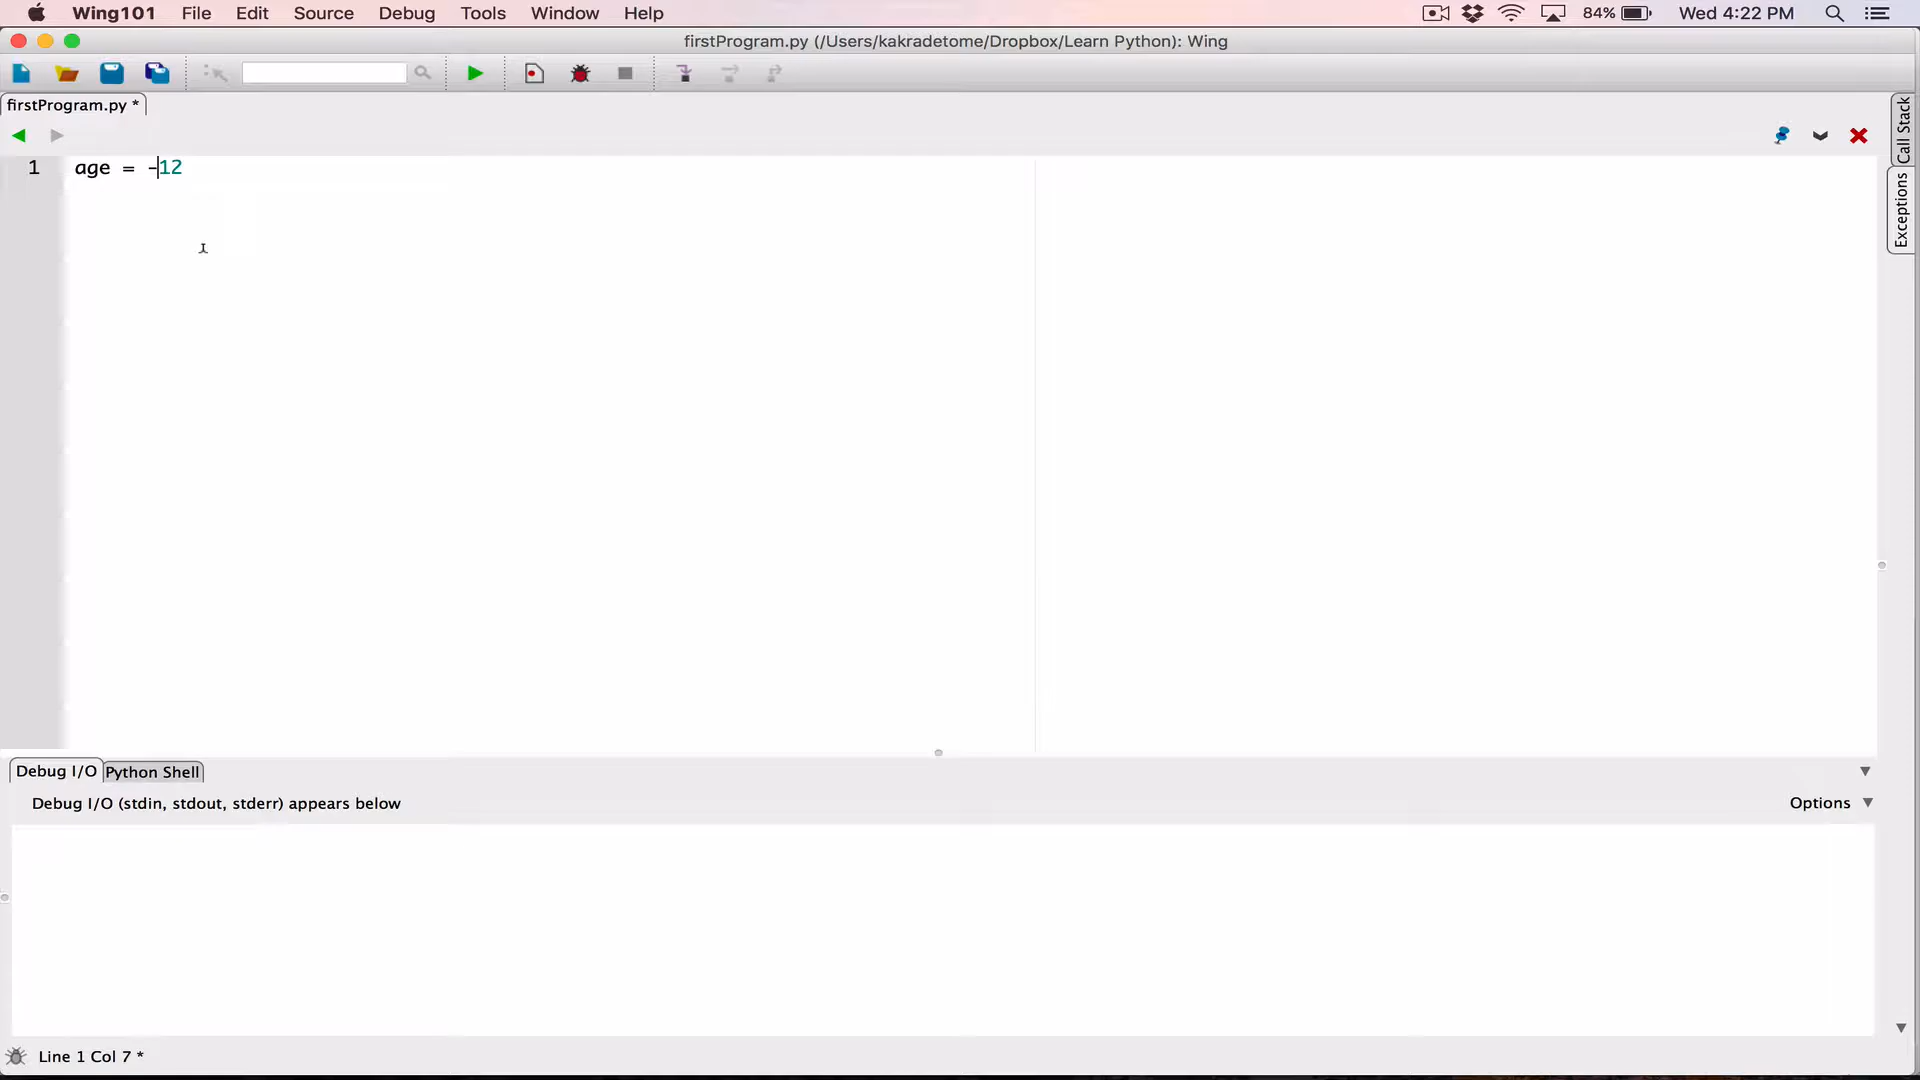 Wing101 File Edit Source Debug Tools Window Help 84% Wed 4:22 PM
firstProgram.py (/Users/kakradetome/Dropbox/Learn Python): Wing
firstProgram.py *
Call Stack
Exceptions
1 age = -12
Debug I/O Python Shell
Debug I/O (stdin, stdout, stderr) appears below Options
Line 1 Col 7 *